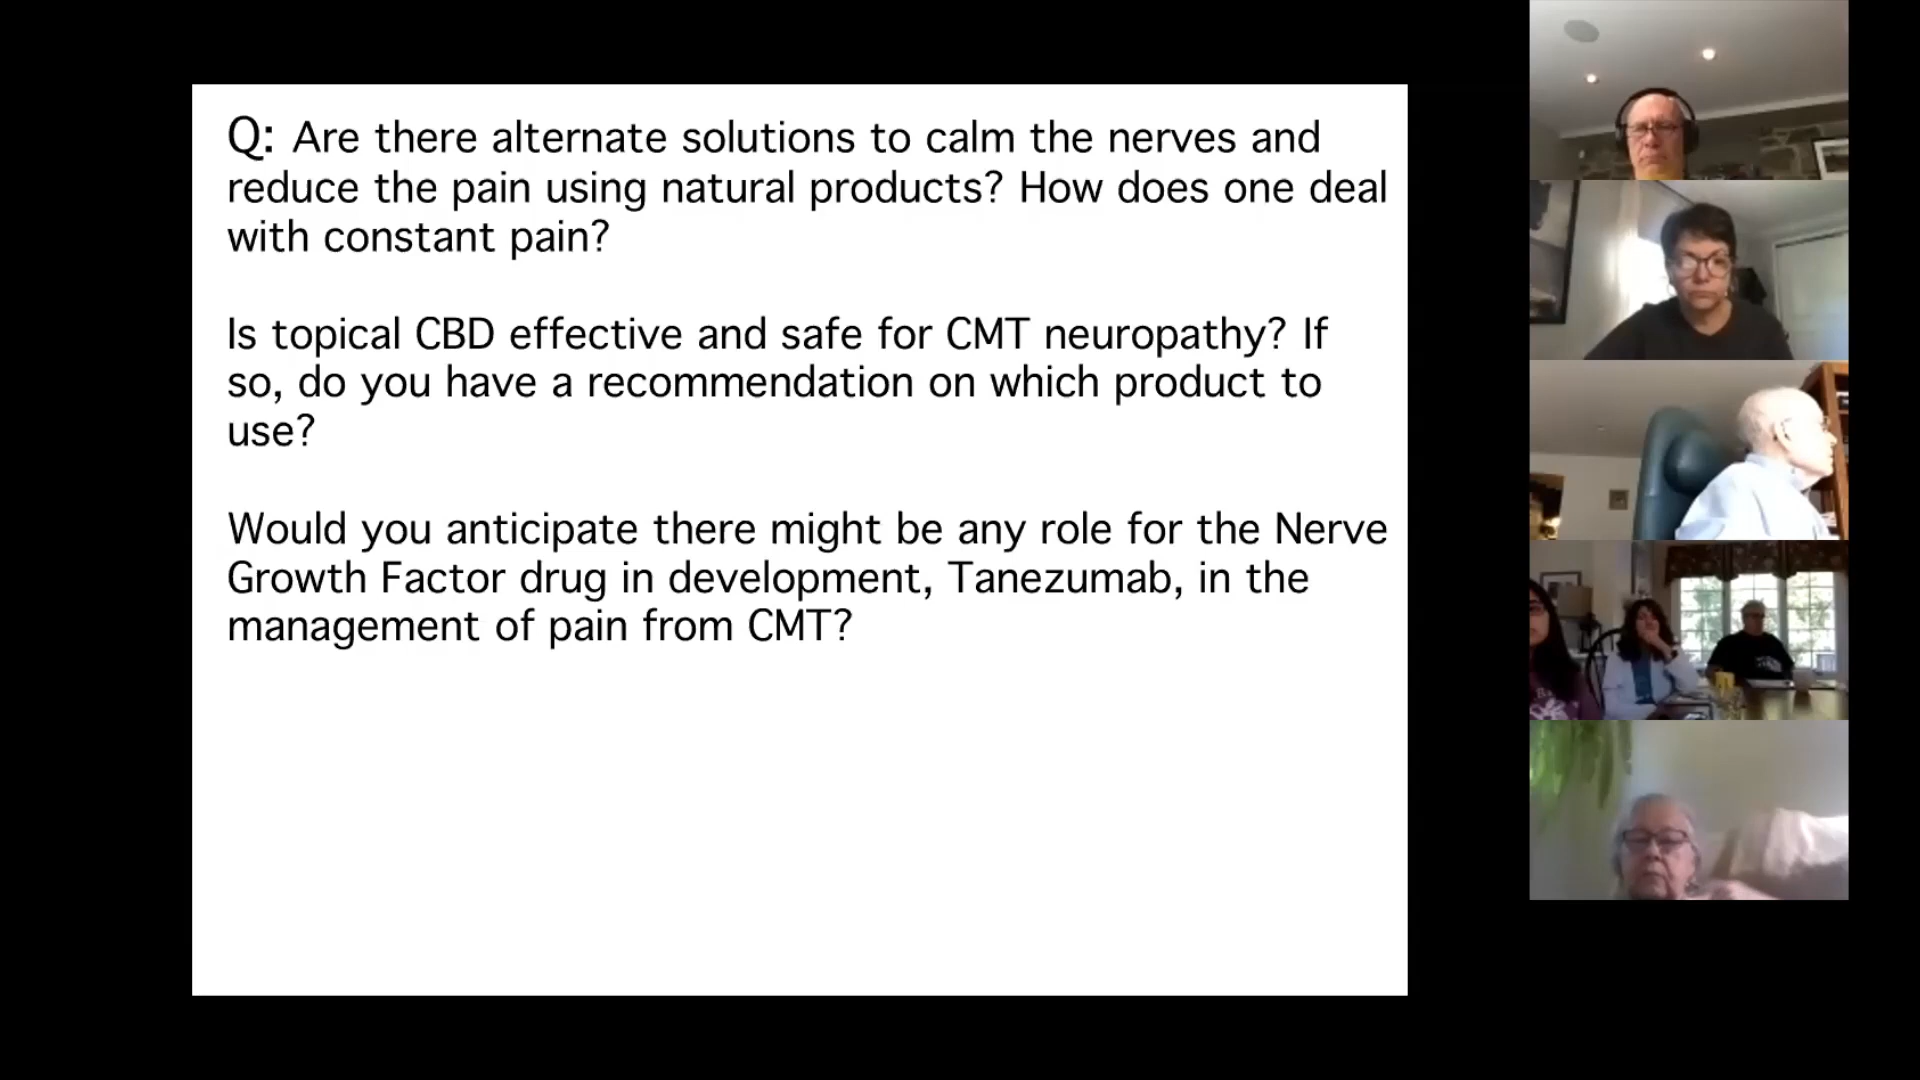 Q: Are there alternate solutions to calm the nerves and
reduce the pain using natural products? How does one deal
with constant pain?
Is topical CBD effective and safe for CMT neuropathy? If
so, do you have a recommendation on which product to
use?
Would you anticipate there might be any role for the Nerve
Growth Factor drug in development, Tanezumab, in the
management of pain from CMT?